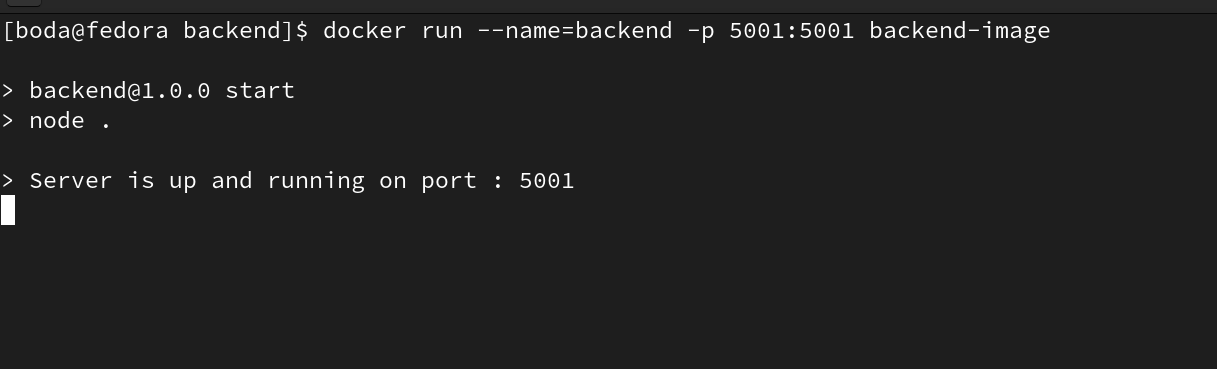 [boda@fedora backend]$ docker run --name=backend -p 5001:5001 backend-image
> backend@1.0.0 start
> node .
> Server is up and running on port : 5001